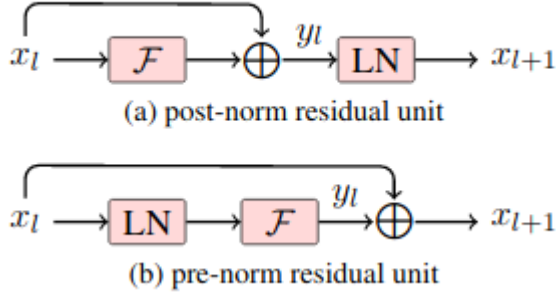 x_l F y_l LN x_{l+1}
(a) post-norm residual unit
x_l LN F y_l x_{l+1}
(b) pre-norm residual unit